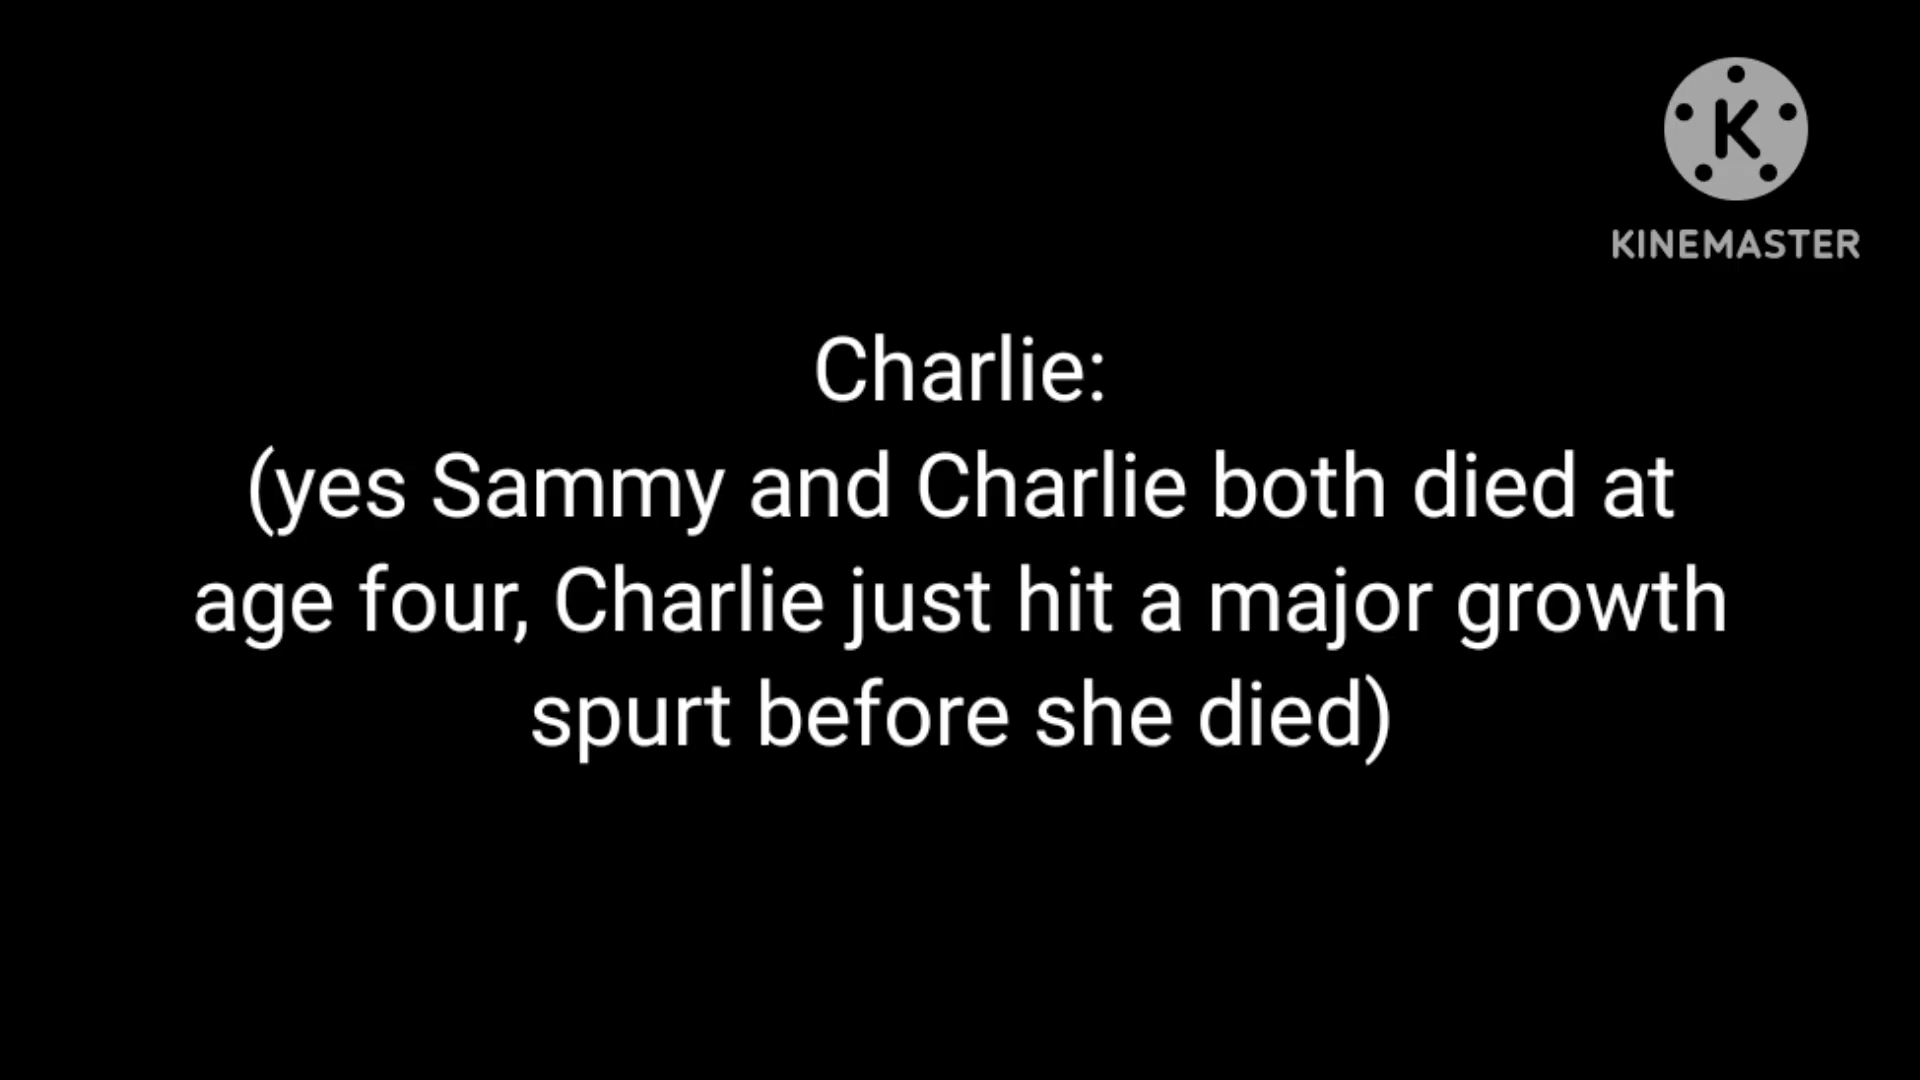 K
KINEMASTER
Charlie:
(yes Sammy and Charlie both died at
age four, Charlie just hit a major growth
spurt before she died)